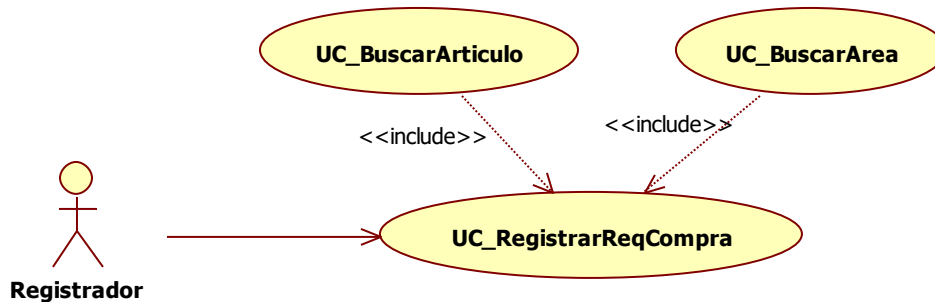 UC_BuscarArticulo
UC_BuscarArea
<<include>>
<<include>>
UC_RegistrarReqCompra
Registrador